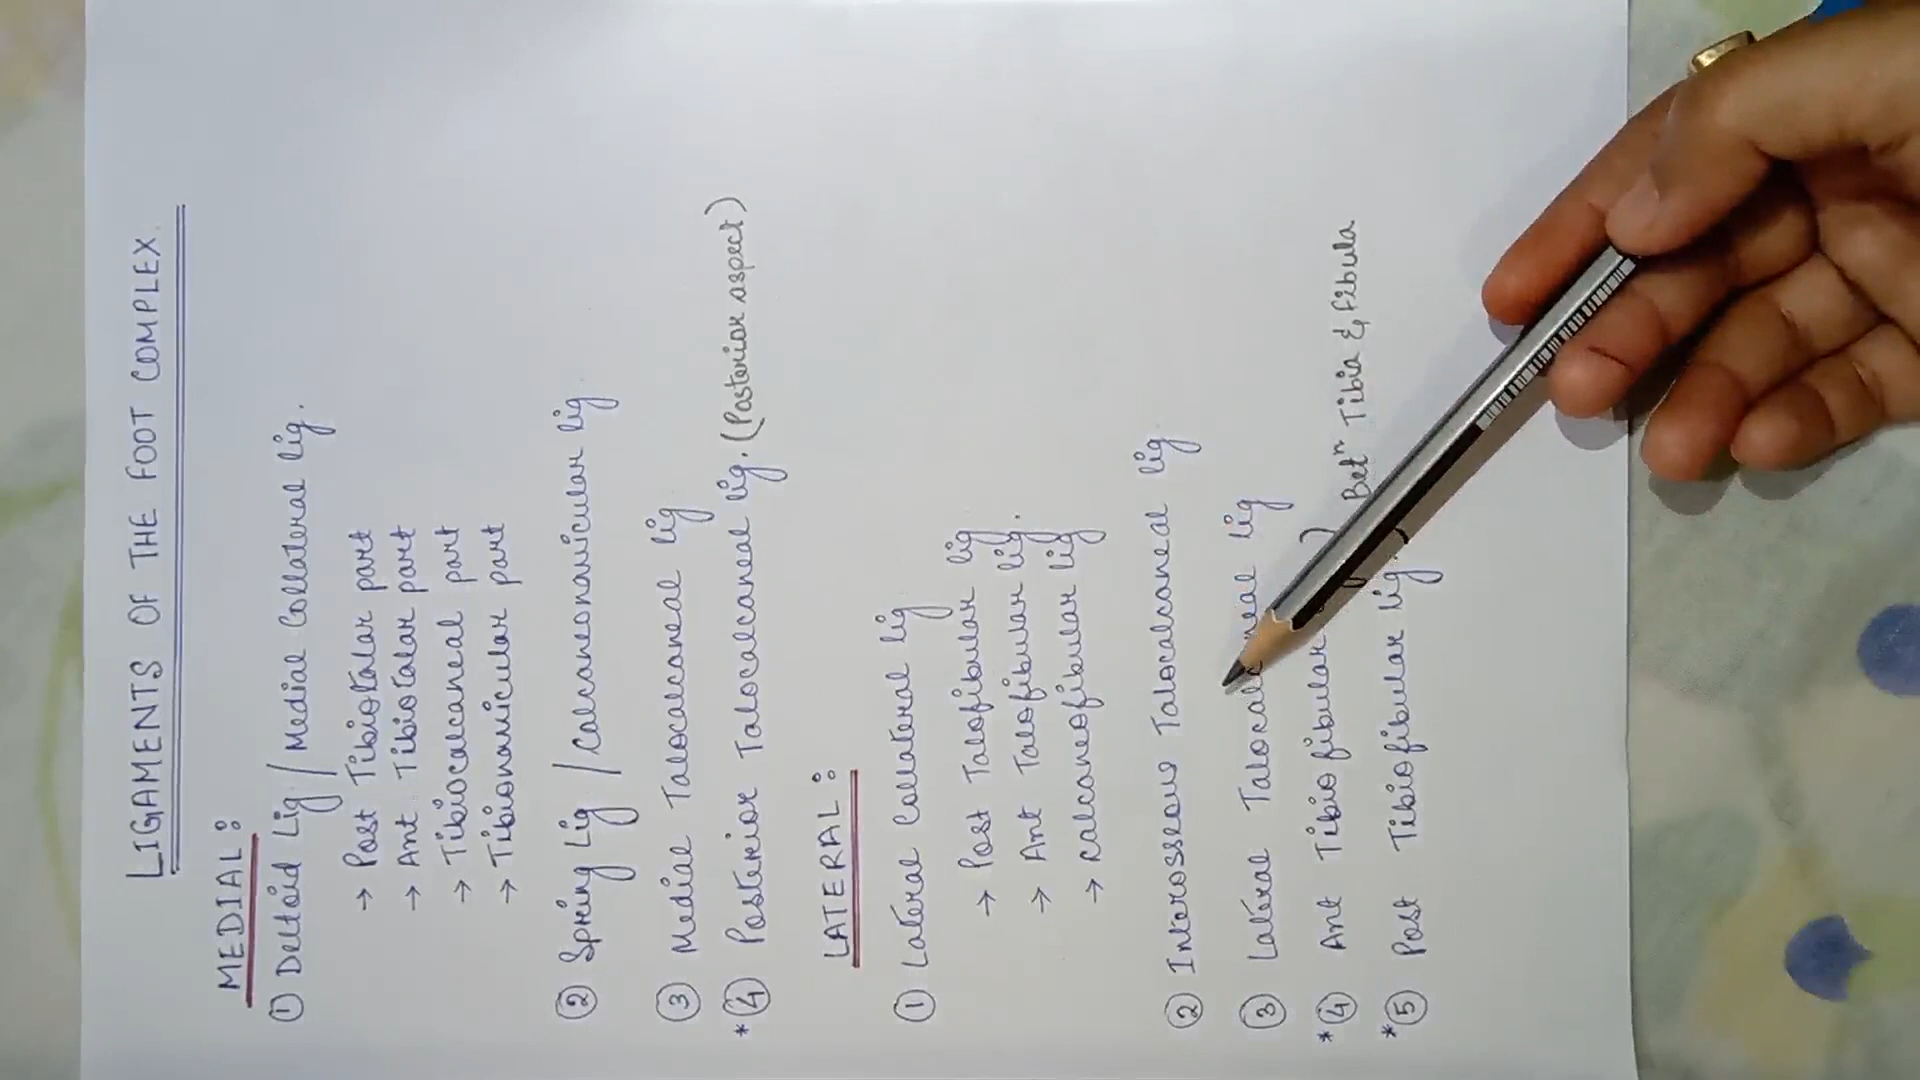 LIGAMENTS OF THE FOOT COMPLEX.
MEDIAL:
① Deltoid Lig / Medial Collateral lig.
→ Post Tibiotalar part
→ Ant. Tibiotalar part
→ Tibiocalcaneal part
→ Tibionavicular part
② Spring Lig / Calcaneonavicular lig
③ Medial Talocalcaneal lig
*④ Posterior Talocalcaneal lig. (Posterior aspect)
LATERAL:
① Lateral Collateral lig
→ Post Talofibular lig
→ Ant Talofibular lig.
→ Calcaneofibular lig
② Interosseous Talocalcaneal lig.
③ Lateral lig
*④ Ant Tibiofibular Betⁿ Tibia & fibula
*⑤ Post Tibiofibular lig.